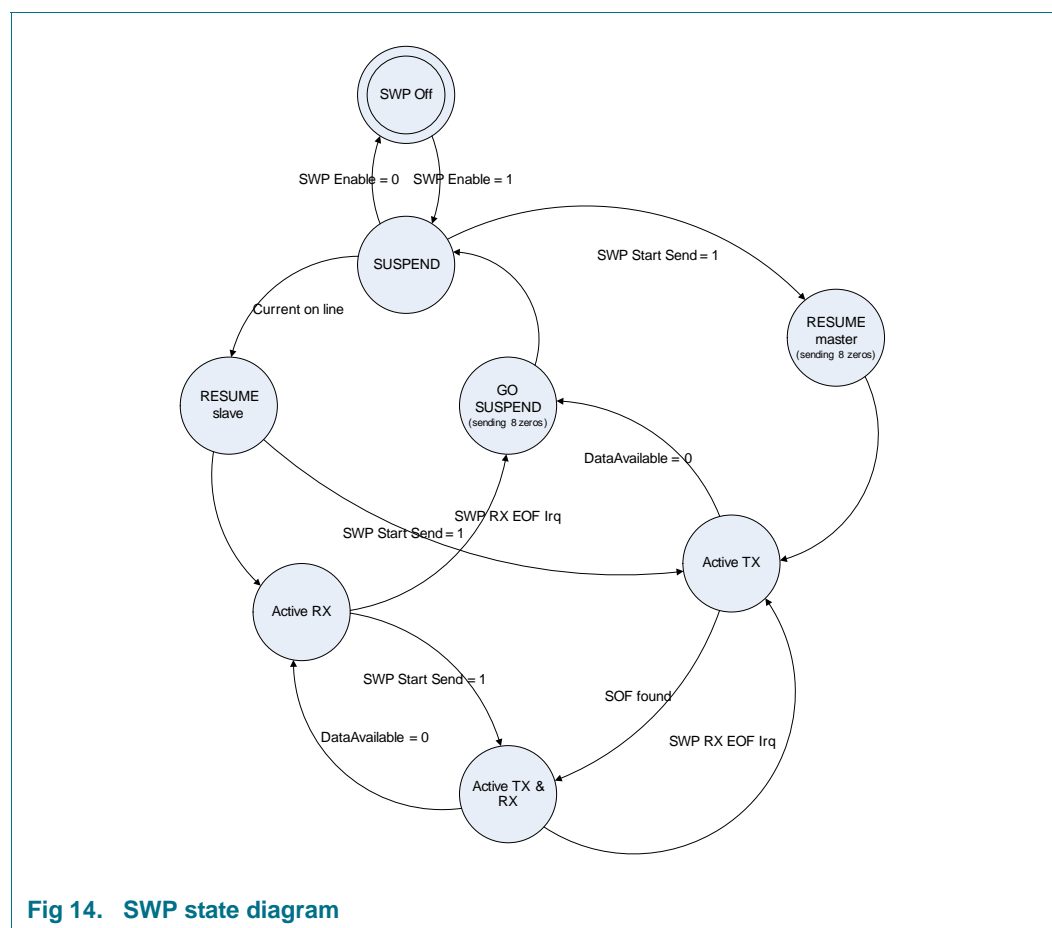 SWP Off
SWP Enable = 0
SWP Enable = 1
SUSPEND
SWP Start Send = 1
Current on line
RESUME
master
(sending 8 zeros)
RESUME
slave
GO
SUSPEND
(sending 8 zeros)
DataAvailable = 0
SWP RX EOF Irq
SWP Start Send = 1
Active TX
Active RX
SWP Start Send = 1
SOF found
DataAvailable = 0
SWP RX EOF Irq
Active TX &
RX
Fig 14. SWP state diagram